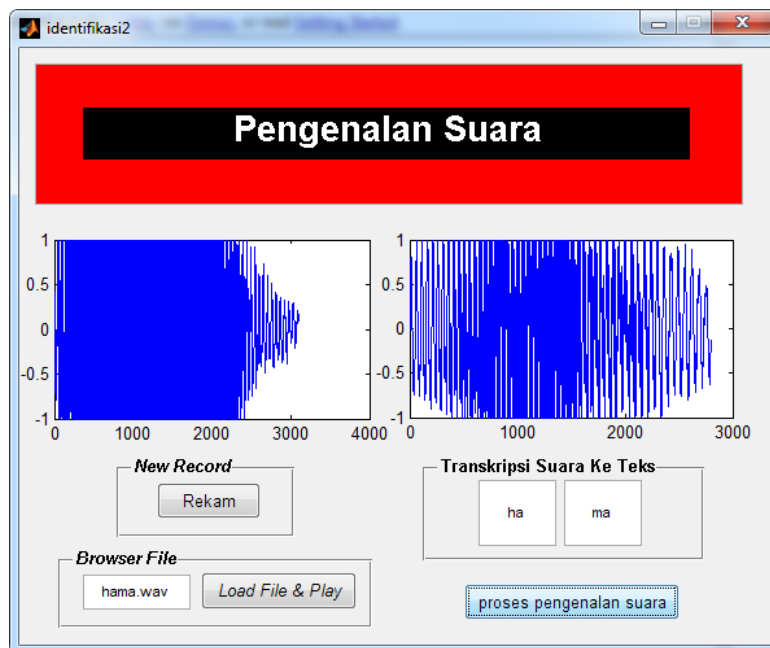 identifikasi2
Pengenalan Suara
1
0.5
0
-0.5
-1
0 1000 2000 3000 4000
1
0.5
0
-0.5
-1
0 1000 2000 3000
New Record
Rekam
Transkripsi Suara Ke Teks
ha ma
Browser File
hama.wav Load File & Play
proses pengenalan suara